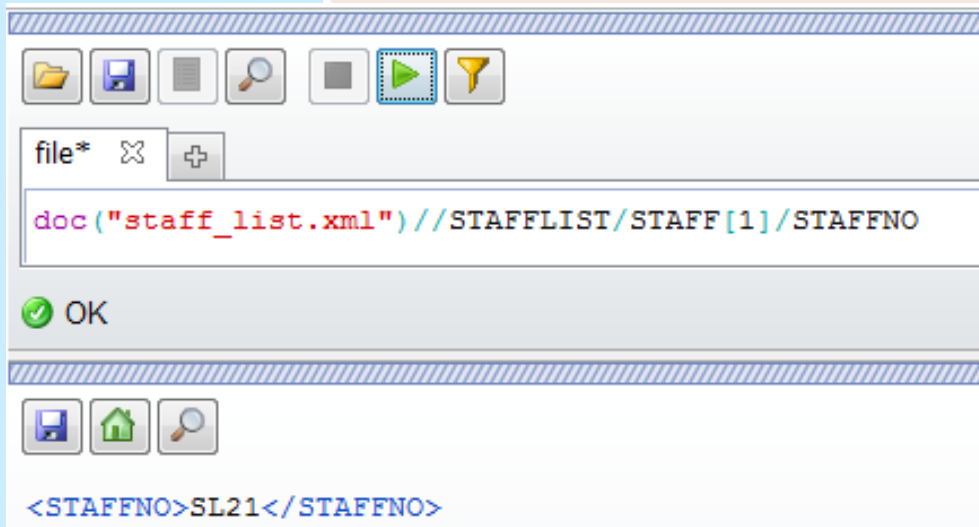 file*
doc("staff_list.xml")//STAFFLIST/STAFF[1]/STAFFNO
OK
<STAFFNO>SL21</STAFFNO>